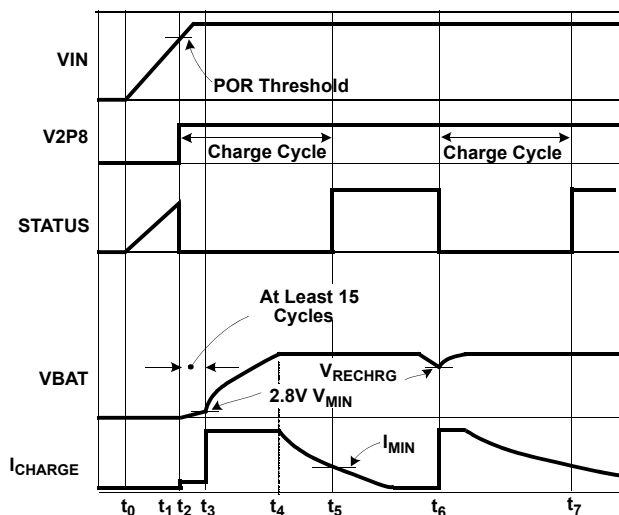 VIN
POR Threshold
V2P8
Charge Cycle
Charge Cycle
STATUS
At Least 15
Cycles
VBAT
VRECHRG
2.8V VMIN
ICHARGE
IMIN
t0 t1 t2 t3 t4 t5 t6 t7